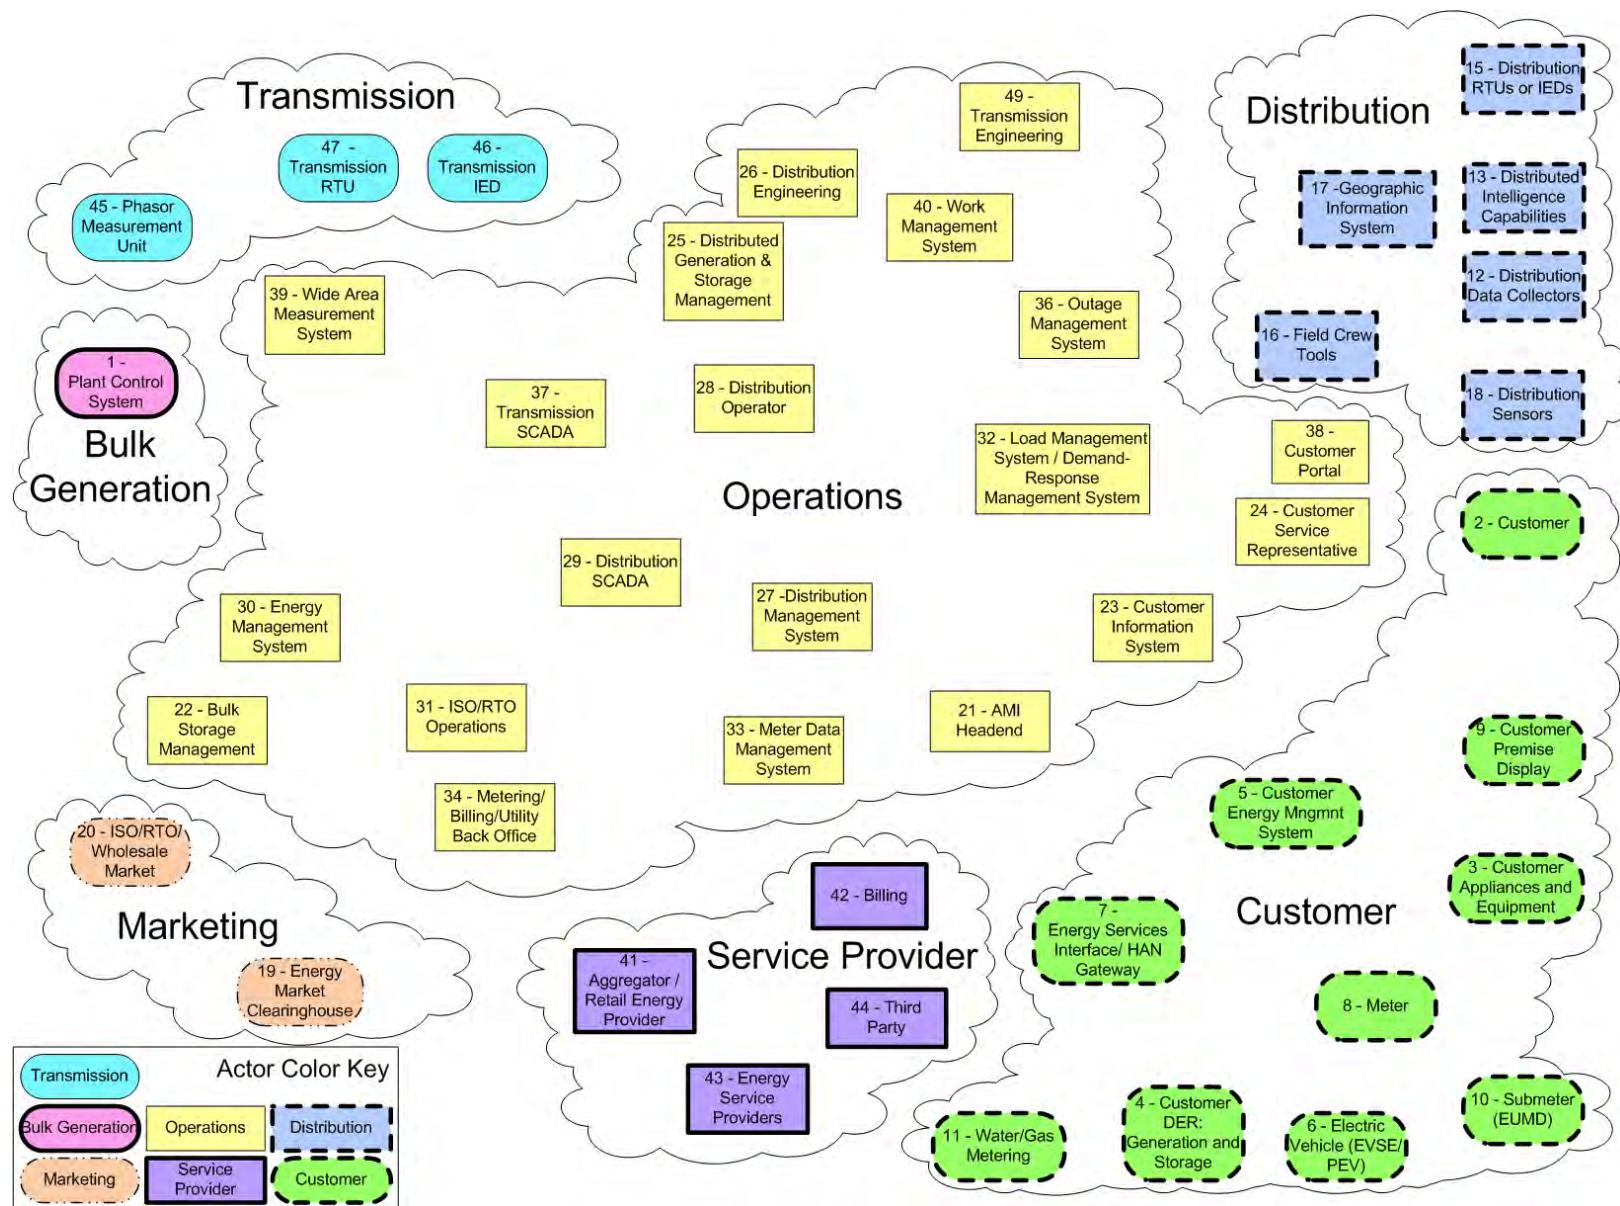 Transmission
47 -
Transmission
RTU
46 -
Transmission
IED
45 - Phasor
Measurement
Unit
1 -
Plant Control
System
Bulk
Generation
49 -
Transmission
Engineering
26 - Distribution
Engineering
40 - Work
Management
System
25 - Distributed
Generation &
Storage
Management
39 - Wide Area
Measurement
System
36 - Outage
Management
System
37 -
Transmission
SCADA
28 - Distribution
Operator
32 - Load Management
System / Demand-
Response
Management System
38 -
Customer
Portal
Operations
24 - Customer
Service
Representative
29 - Distribution
SCADA
27 -Distribution
Management
System
30 - Energy
Management
System
23 - Customer
Information
System
22 - Bulk
Storage
Management
31 - ISO/RTO
Operations
33 - Meter Data
Management
System
21 - AMI
Headend
34 - Metering/
Billing/Utility
Back Office
Distribution
15 - Distribution
RTUs or IEDs
17 -Geographic
Information
System
13 - Distributed
Intelligence
Capabilities
12 - Distribution
Data Collectors
16 - Field Crew
Tools
18 - Distribution
Sensors
2 - Customer
9 - Customer
Premise
Display
5 - Customer
Energy Mngmnt
System
3 - Customer
Appliances and
Equipment
Customer
7 -
Energy Services
Interface/ HAN
Gateway
8 - Meter
10 - Submeter
(EUMD)
11 - Water/Gas
Metering
4 - Customer
DER:
Generation and
Storage
6 - Electric
Vehicle (EVSE/
PEV)
20 - ISO/RTO/
Wholesale
Market
Marketing
19 - Energy
Market
Clearinghouse
42 - Billing
Service Provider
41 -
Aggregator /
Retail Energy
Provider
44 - Third
Party
43 - Energy
Service
Providers
Actor Color Key
Transmission
Bulk Generation
Operations
Distribution
Marketing
Service
Provider
Customer